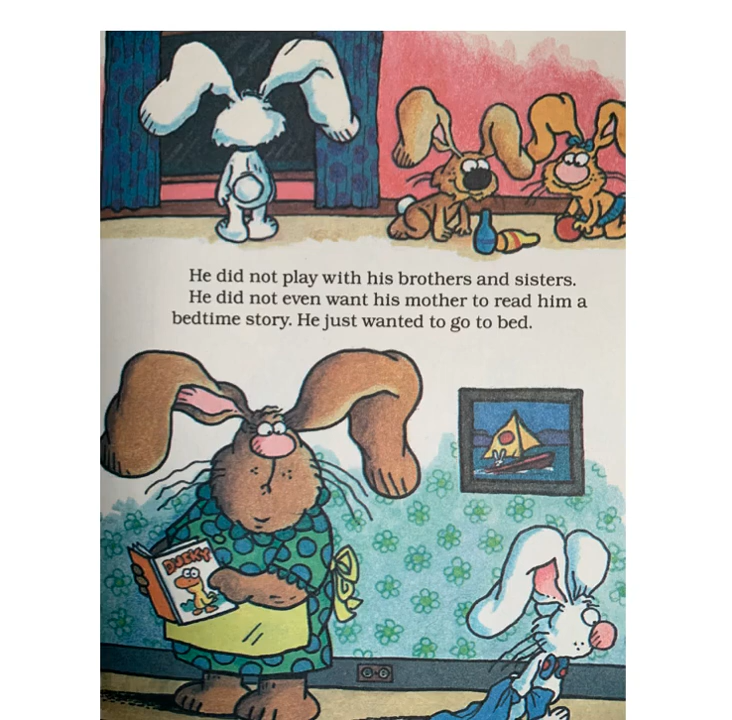 He did not play with his brothers and sisters.
He did not even want his mother to read him a
bedtime story. He just wanted to go to bed.
DUCKY